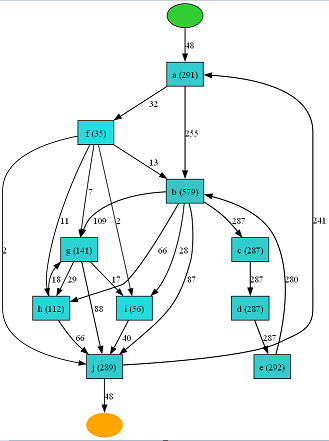 48
a (291)
32
255
f (35)
13
b (579)
11
7
2
109
66
28
87
287
2
241
g (141)
c (287)
18
29
17
287
280
88
h (112)
i (56)
d (287)
66
40
287
j (289)
e (292)
48